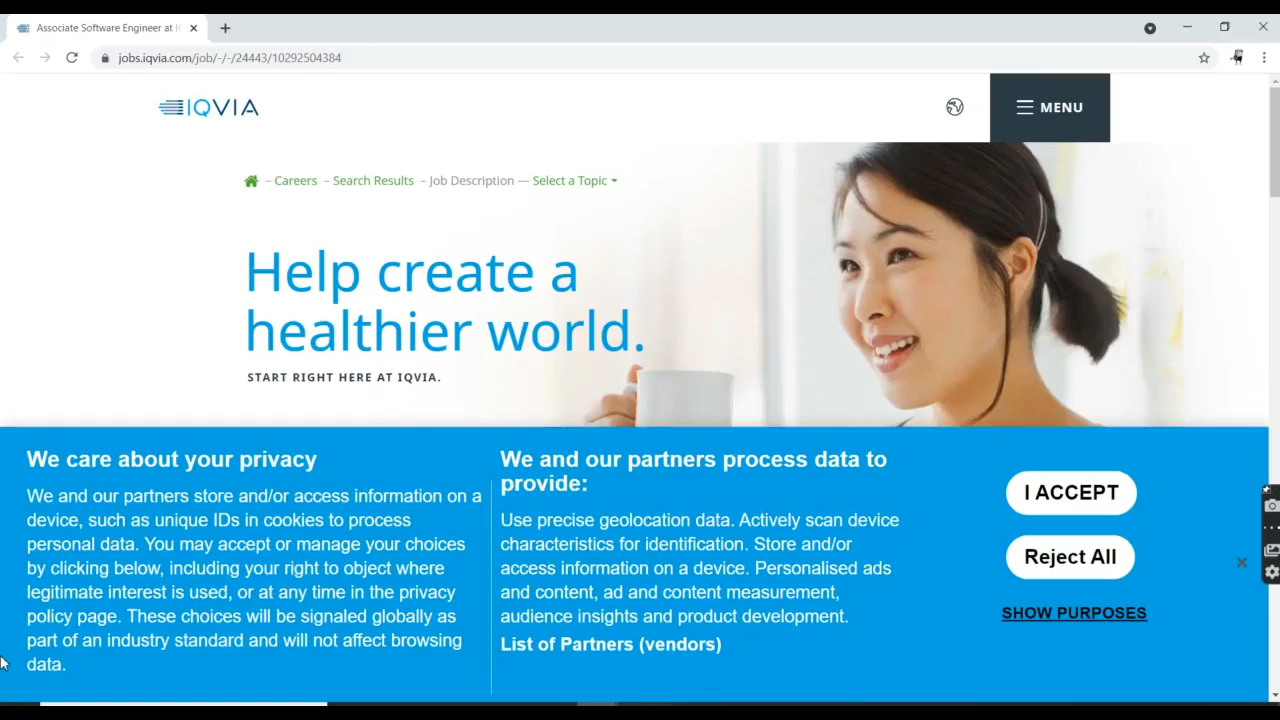 Associate Software Engineer at I
jobs.iqvia.com/job/-/-/24443/10292504384
IQVIA
MENU
– Careers – Search Results – Job Description — Select a Topic
Help create a
healthier world.
START RIGHT HERE AT IQVIA.
We care about your privacy
We and our partners store and/or access information on a
device, such as unique IDs in cookies to process
personal data. You may accept or manage your choices
by clicking below, including your right to object where
legitimate interest is used, or at any time in the privacy
policy page. These choices will be signaled globally as
part of an industry standard and will not affect browsing
data.
We and our partners process data to
provide:
Use precise geolocation data. Actively scan device
characteristics for identification. Store and/or
access information on a device. Personalised ads
and content, ad and content measurement,
audience insights and product development.
List of Partners (vendors)
I ACCEPT
Reject All
SHOW PURPOSES